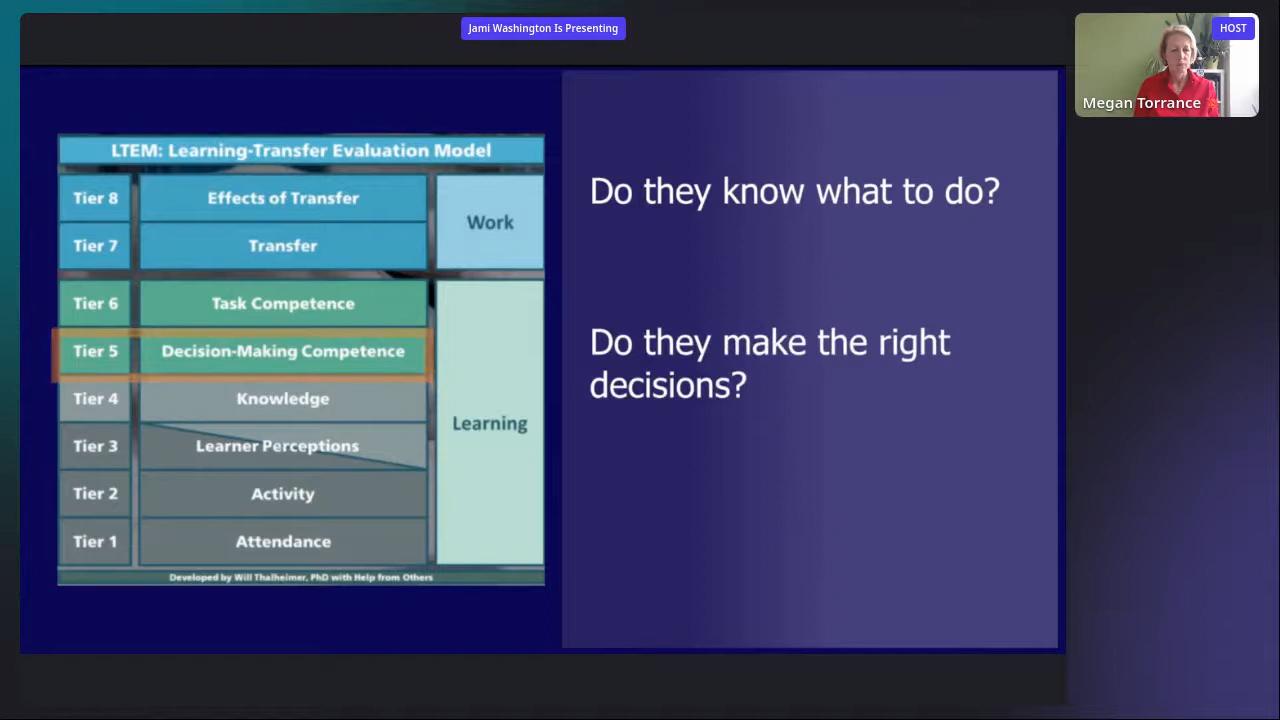 Jami Washington Is Presenting
HOST
Megan Torrance
LTEM: Learning-Transfer Evaluation Model
Tier 8
Effects of Transfer
Work
Tier 7
Transfer
Tier 6
Task Competence
Tier 5
Decision-Making Competence
Tier 4
Knowledge
Learning
Tier 3
Learner Perceptions
Tier 2
Activity
Tier 1
Attendance
Developed by Will Thalheimer, PhD with Help from Others
Do they know what to do?
Do they make the right
decisions?